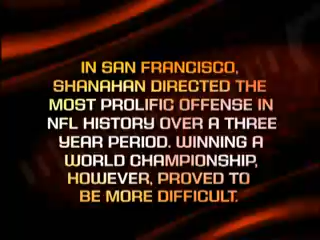 IN SAN FRANCISCO,
SHANAHAN DIRECTED THE
MOST PROLIFIC OFFENSE IN
NFL HISTORY OVER A THREE
YEAR PERIOD. WINNING A
WORLD CHAMPIONSHIP,
HOWEVER, PROVED TO
BE MORE DIFFICULT.